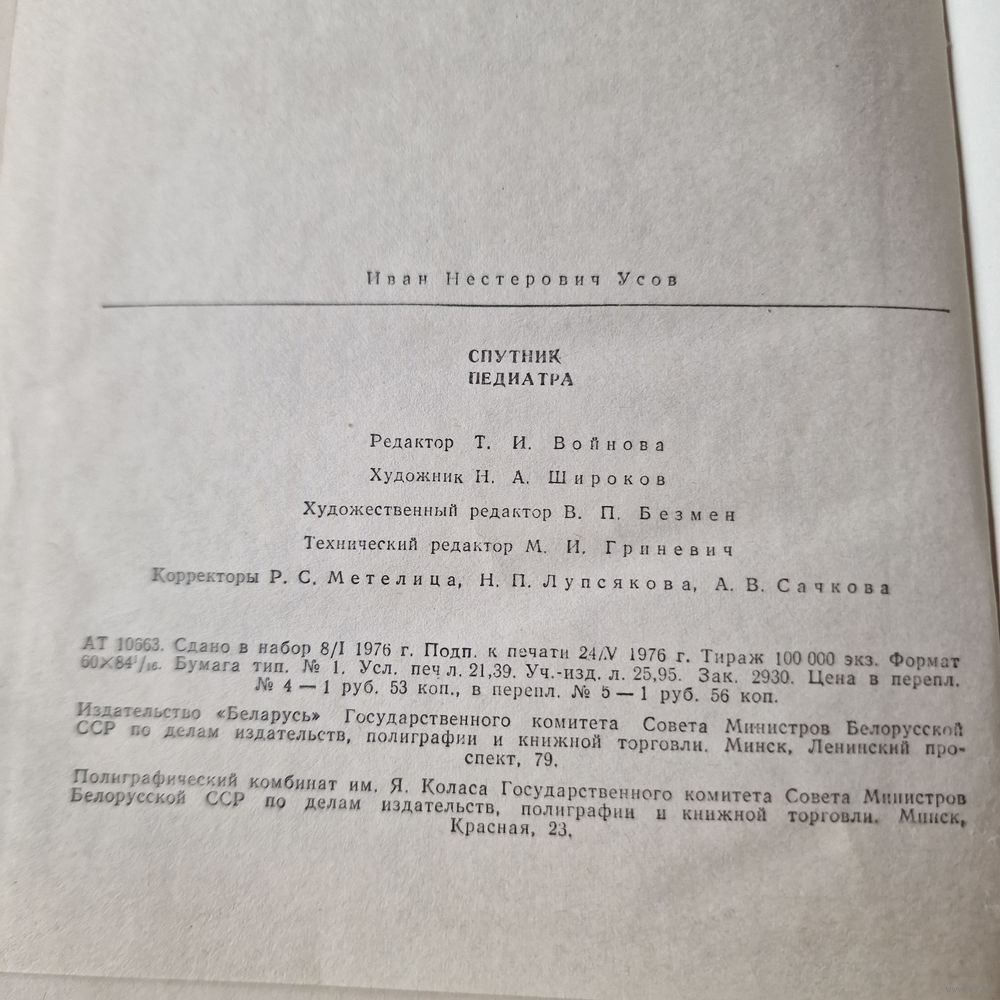 Иван Нестерович Усов
СПУТНИК
ПЕДИАТРА
Редактор Т. И. Войнова
Художник Н. А. Широков
Художественный редактор В. П. Безмен
Технический редактор М. И. Гриневич
Корректоры Р. С. Метелица, Н. П. Лупсякова, А. В. Сачкова
АТ 10663. Сдано в набор 8/I 1976 г. Подп. к печати 24/V 1976 г. Тираж 100 000 экз. Формат
60×84¹/₁₆. Бумага тип. № 1. Усл. печ л. 21,39. Уч.-изд. л. 25,95. Зак. 2930. Цена в перепл.
№ 4 — 1 руб. 53 коп., в перепл. № 5 — 1 руб. 56 коп.
Издательство «Беларусь» Государственного комитета Совета Министров Белорусской
ССР по делам издательств, полиграфии и книжной торговли. Минск, Ленинский про-
спект, 79.
Полиграфический комбинат им. Я. Коласа Государственного комитета Совета Министров
Белорусской ССР по делам издательств, полиграфии и книжной торговли. Минск,
Красная, 23.